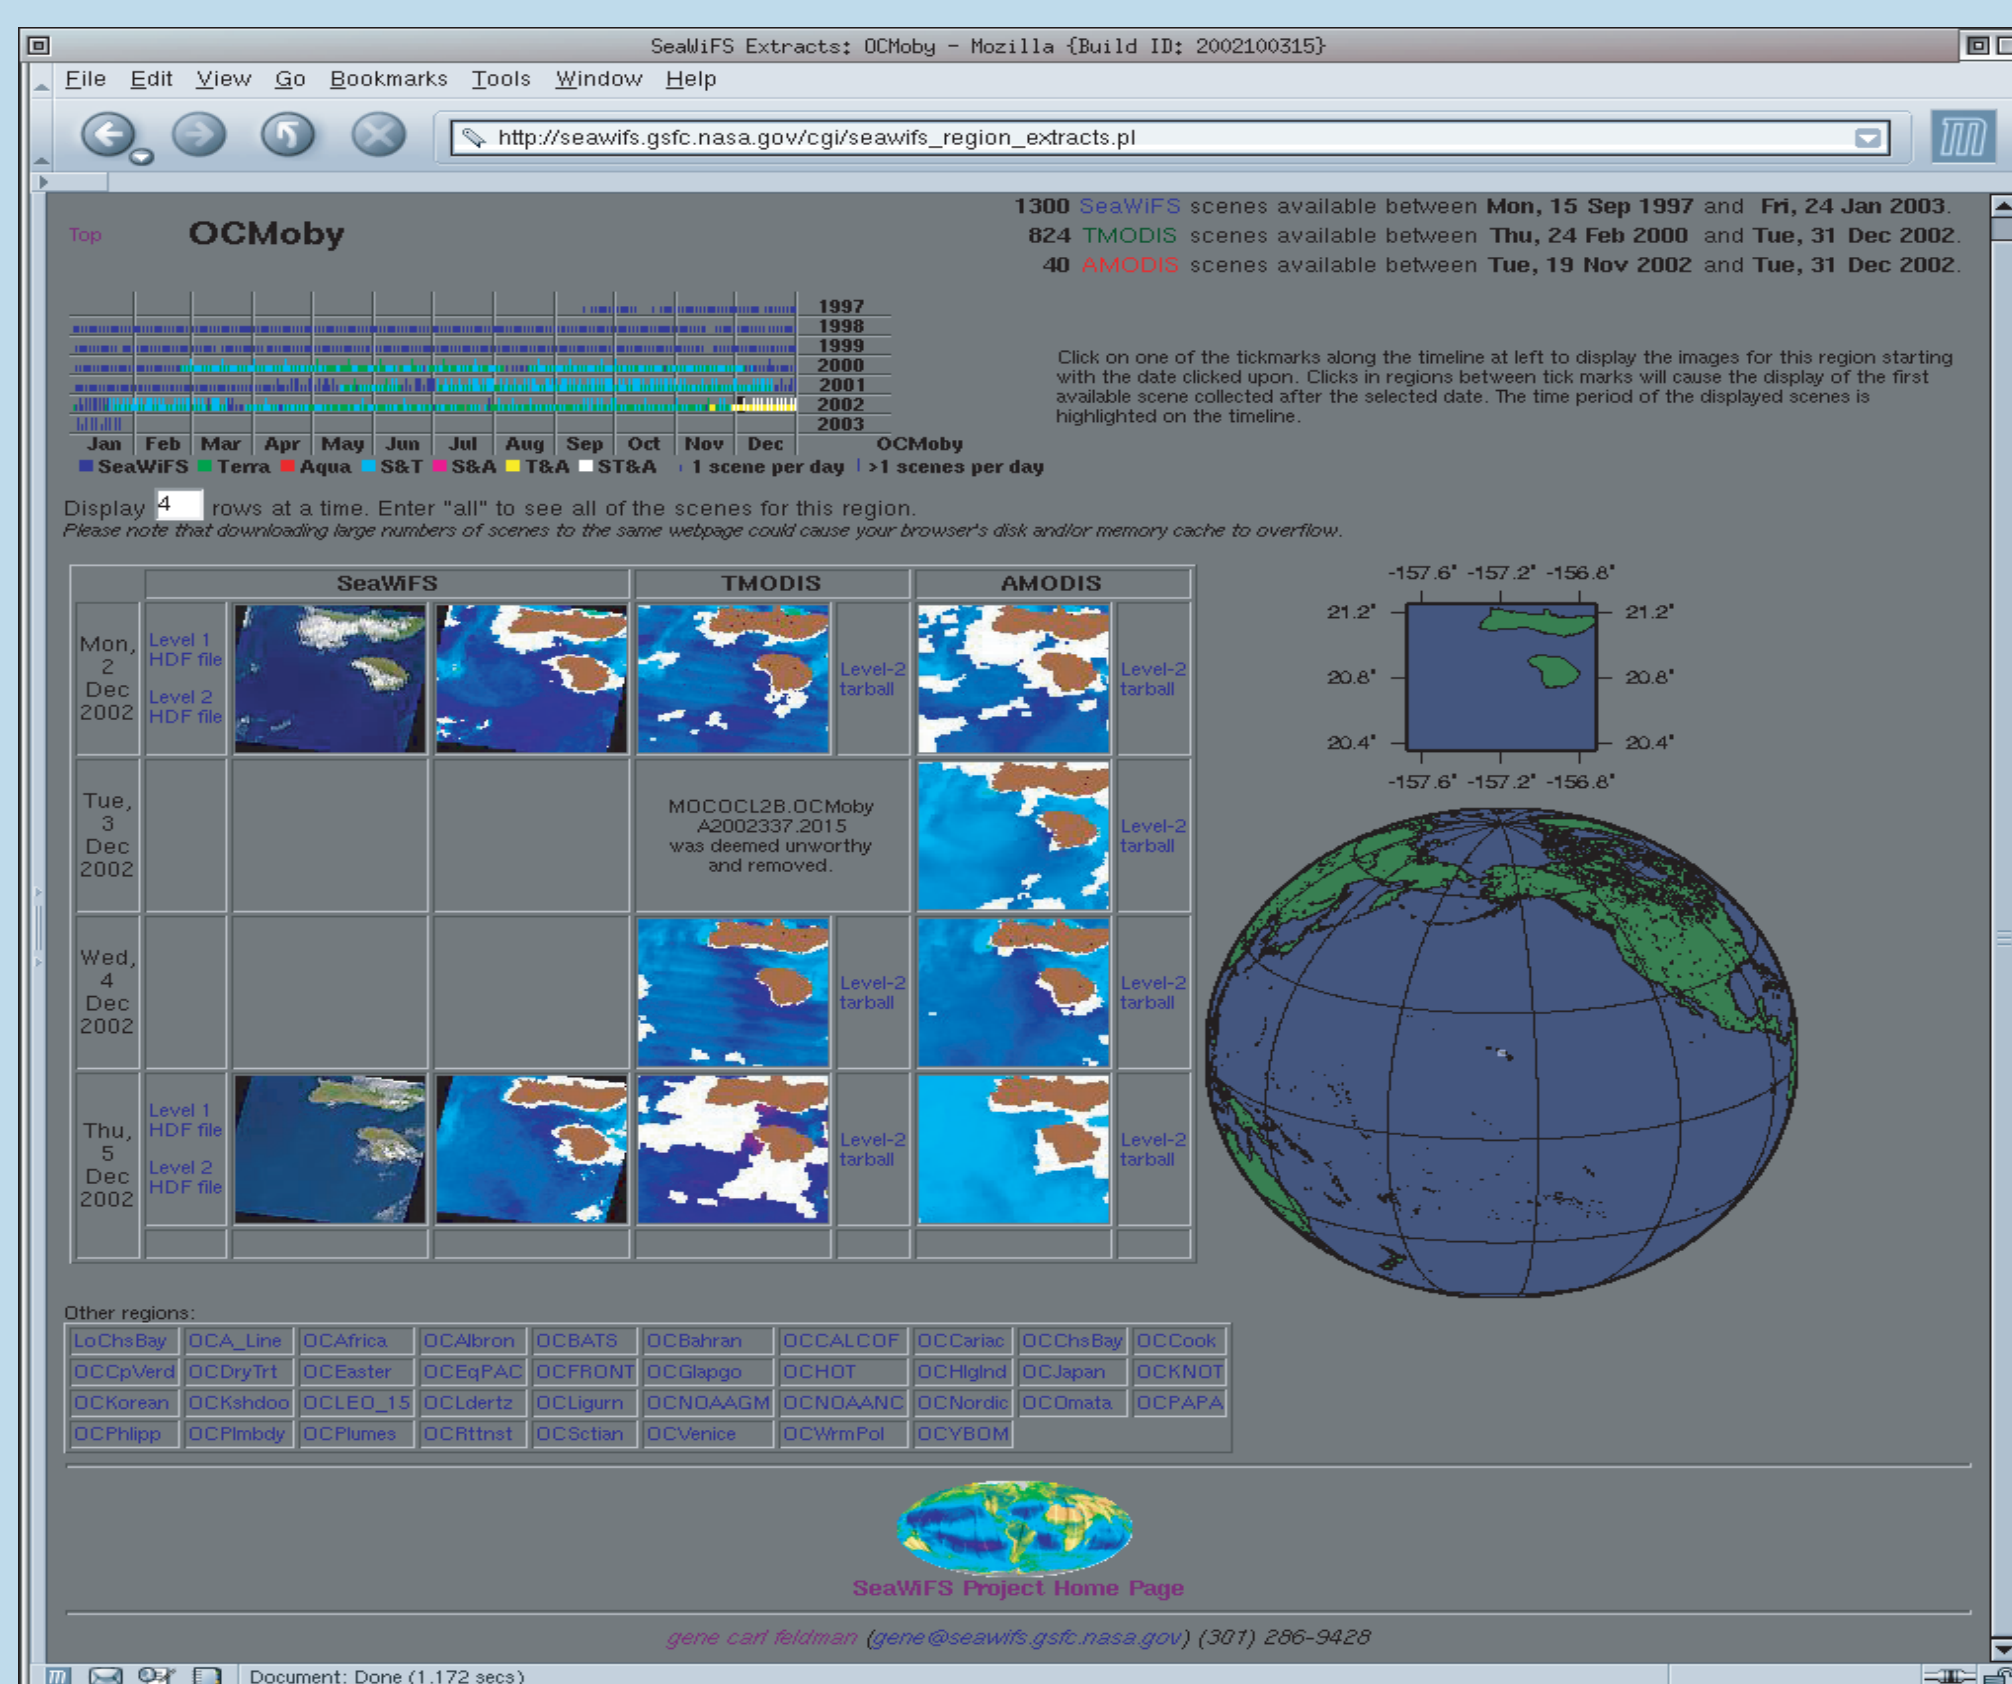 SeaWiFS Extracts: OCMoby - Mozilla {Build ID: 2002100315}
File Edit View Go Bookmarks Tools Window Help
http://seawifs.gsfc.nasa.gov/cgi/seawifs_region_extracts.pl
Top
OCMoby
1300 SeaWiFS scenes available between Mon, 15 Sep 1997 and Fri, 24 Jan 2003.
824 TMODIS scenes available between Thu, 24 Feb 2000 and Tue, 31 Dec 2002.
40 AMODIS scenes available between Tue, 19 Nov 2002 and Tue, 31 Dec 2002.
1997
1998
1999
2000
2001
2002
2003
Jan Feb Mar Apr May Jun Jul Aug Sep Oct Nov Dec OCMoby
SeaWiFS Terra Aqua S&T S&A T&A ST&A 1 scene per day >1 scenes per day
Click on one of the tickmarks along the timeline at left to display the images for this region starting
with the date clicked upon. Clicks in regions between tick marks will cause the display of the first
available scene collected after the selected date. The time period of the displayed scenes is
highlighted on the timeline.
Display 4 rows at a time. Enter "all" to see all of the scenes for this region.
Please note that downloading large numbers of scenes to the same webpage could cause your browser's disk and/or memory cache to overflow.
SeaWiFS TMODIS AMODIS
Mon,
2
Dec
2002
Level 1
HDF file
Level 2
HDF file
Level-2
tarball
Level-2
tarball
Tue,
3
Dec
2002
MOCOCL2B.OCMoby
A2002337.2015
was deemed unworthy
and removed.
Level-2
tarball
Wed,
4
Dec
2002
Level-2
tarball
Level-2
tarball
Thu,
5
Dec
2002
Level 1
HDF file
Level 2
HDF file
Level-2
tarball
Level-2
tarball
-157.6° -157.2° -156.8°
21.2° 21.2°
20.8° 20.8°
20.4° 20.4°
-157.6° -157.2° -156.8°
Other regions:
LoChsBay OCA_Line OCAfrica OCAlbron OCBATS OCBahran OCCALCOF OCCariac OCChsBay OCCook
OCCpVerd OCDryTrt OCEaster OCEqPAC OCFRONT OCGlapgo OCHOT OCHlglnd OCJapan OCKNOT
OCKorean OCKshdoo OCLEO_15 OCLdertz OCLigurn OCNOAAGM OCNOAANC OCNordic OCOmata OCPAPA
OCPhlipp OCPlmbdy OCPlumes OCRttnst OCSctian OCVenice OCWrmPol OCYBOM
SeaWiFS Project Home Page
gene carl feldman (gene@seawifs.gsfc.nasa.gov) (301) 286-9428
Document: Done (1.172 secs)